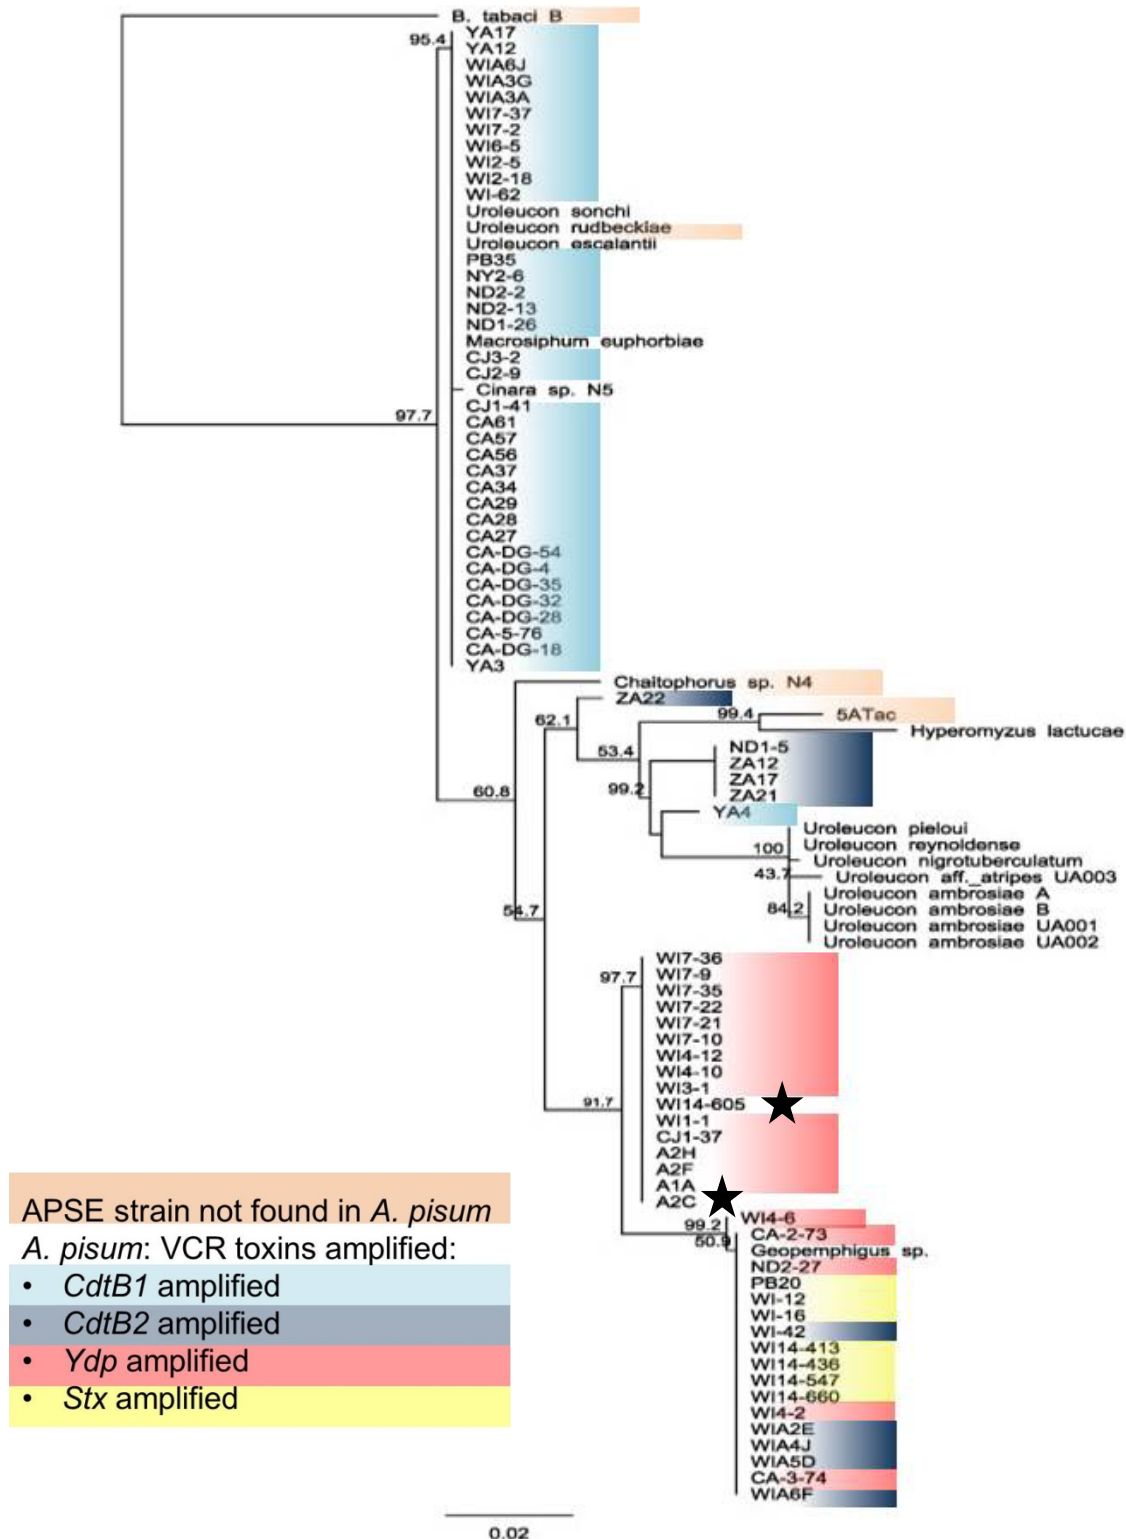 B. tabaci B
95.4
YA17
YA12
WIA6J
WIA3G
WIA3A
WI7-37
WI7-2
WI6-5
WI2-5
WI2-18
WI-62
Uroleucon sonchi
Uroleucon rudbeckiae
Uroleucon escalantii
PB35
NY2-6
ND2-2
ND2-13
ND1-26
Macrosiphum euphorbiae
CJ3-2
CJ2-9
Cinara sp. N5
CJ1-41
97.7
CA61
CA57
CA56
CA37
CA34
CA29
CA28
CA27
CA-DG-54
CA-DG-4
CA-DG-35
CA-DG-32
CA-DG-28
CA-5-76
CA-DG-18
YA3
Chaitophorus sp. N4
ZA22
62.1
99.4
5ATac
Hyperomyzus lactucae
53.4
ND1-5
ZA12
ZA17
99.2
ZA21
60.8
YA4
Uroleucon pieloui
Uroleucon reynoldense
100
Uroleucon nigrotuberculatum
43.7
Uroleucon aff._atripes UA003
Uroleucon ambrosiae A
84.2
Uroleucon ambrosiae B
54.7
Uroleucon ambrosiae UA001
Uroleucon ambrosiae UA002
WI7-36
97.7
WI7-9
WI7-35
WI7-22
WI7-21
WI7-10
WI4-12
WI4-10
WI3-1
91.7
WI14-605
WI1-1
CJ1-37
A2H
A2F
A1A
A2C
WI4-6
99.2
CA-2-73
50.9
Geopemphigus sp.
ND2-27
PB20
WI-12
WI-16
WI-42
WI14-413
WI14-436
WI14-547
WI14-660
WI4-2
WIA2E
WIA4J
WIA5D
CA-3-74
WIA6F
APSE strain not found in A. pisum
A. pisum: VCR toxins amplified:
• CdtB1 amplified
• CdtB2 amplified
• Ydp amplified
• Stx amplified
0.02